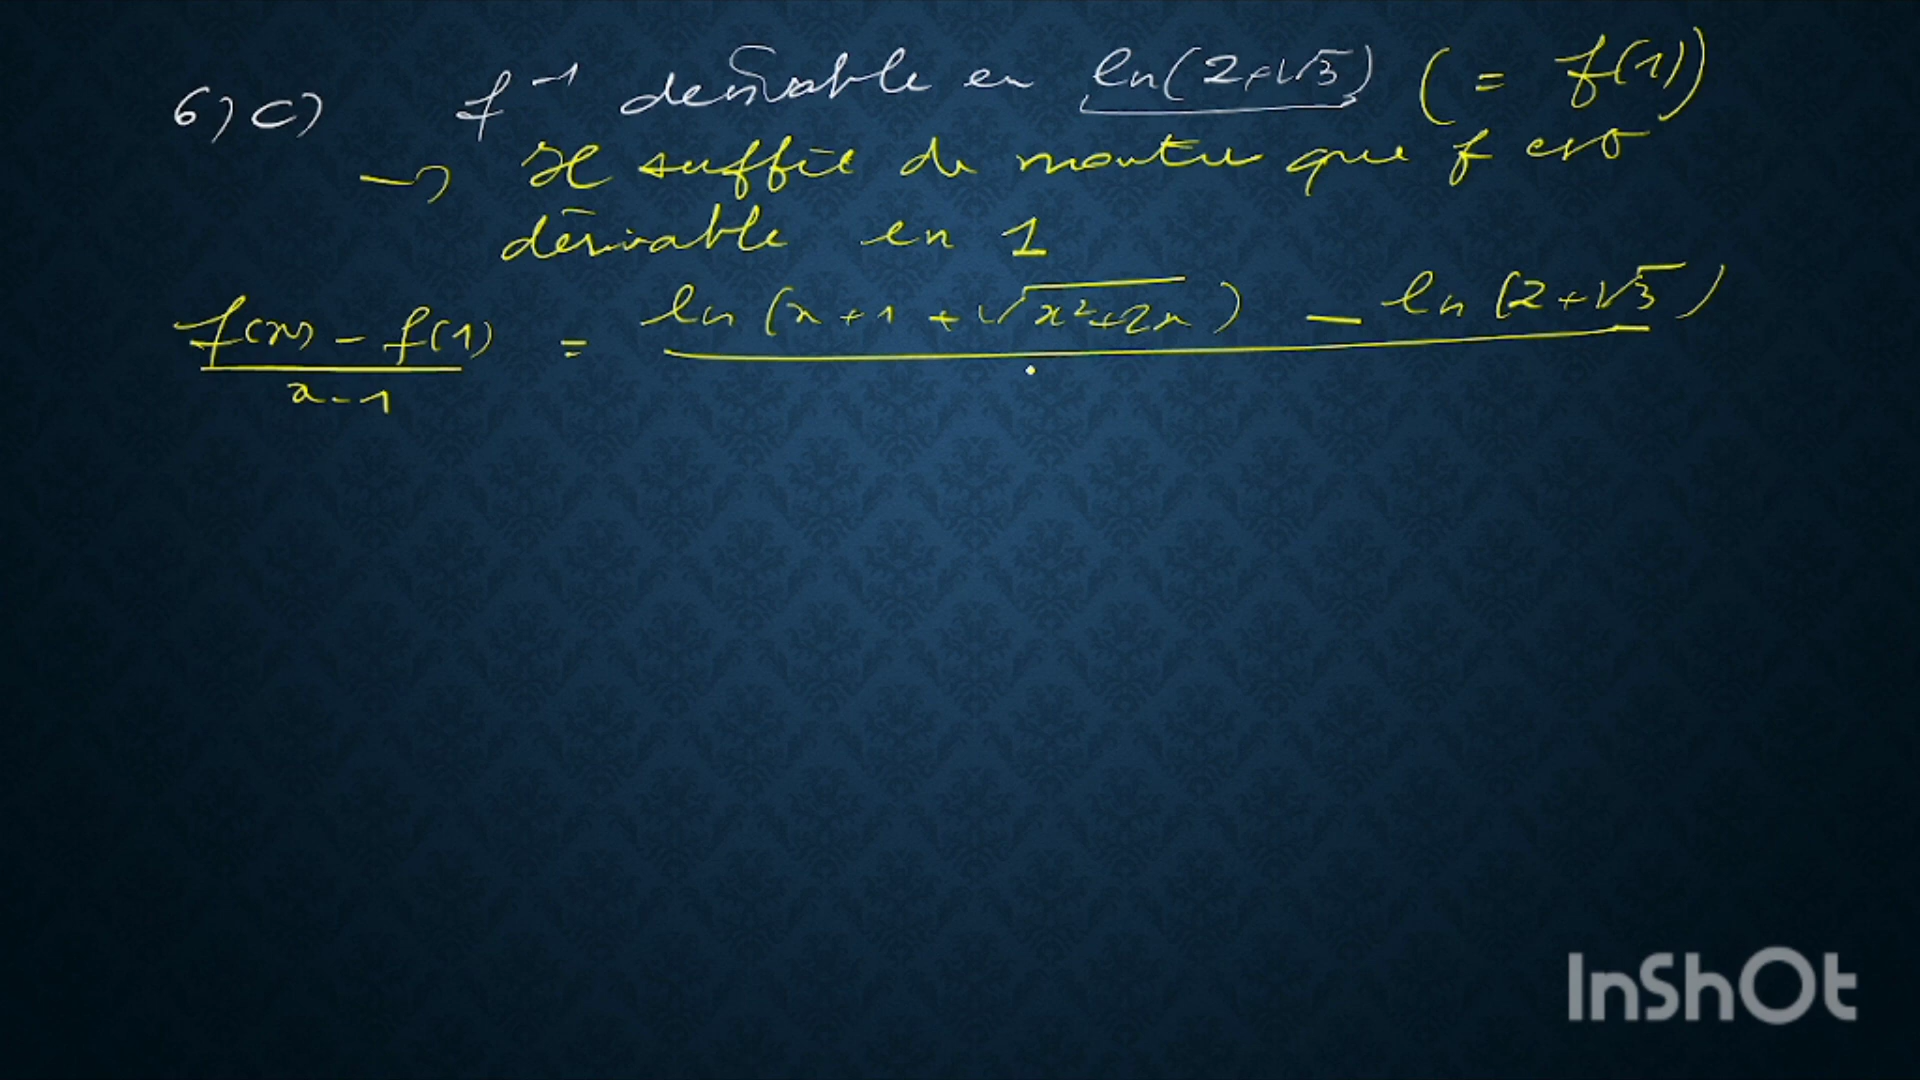 6) c) f⁻¹ dérivable en ln(2+√3) (= f(1))
→ Il suffit de montrer que f est
dérivable en 1
(f(x) - f(1))/(x-1) = ln(x+1+√(x²+2x)) - ln(2+√3)
InShOt